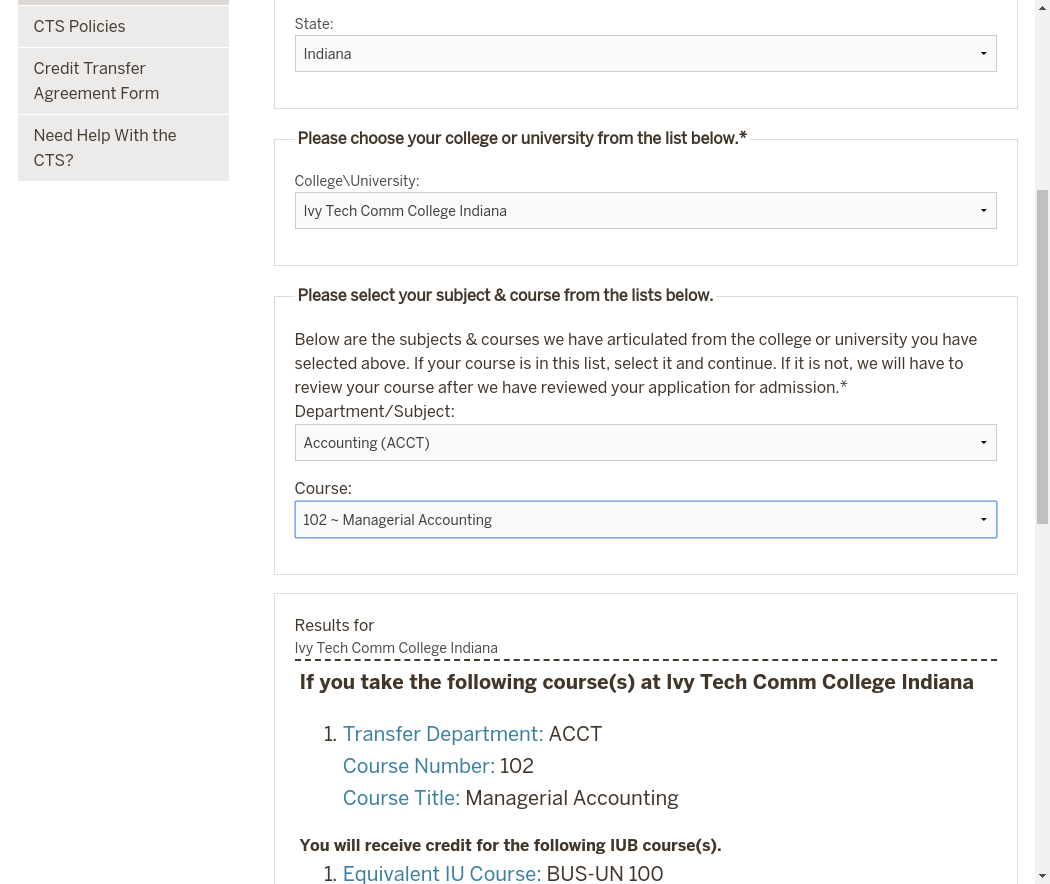 CTS Policies
Credit Transfer
Agreement Form
Need Help With the
CTS?
State:
Indiana
Please choose your college or university from the list below.*
College\University:
Ivy Tech Comm College Indiana
Please select your subject & course from the lists below.
Below are the subjects & courses we have articulated from the college or university you have
selected above. If your course is in this list, select it and continue. If it is not, we will have to
review your course after we have reviewed your application for admission.*
Department/Subject:
Accounting (ACCT)
Course:
102 ~ Managerial Accounting
Results for
Ivy Tech Comm College Indiana
If you take the following course(s) at Ivy Tech Comm College Indiana
1. Transfer Department: ACCT
Course Number: 102
Course Title: Managerial Accounting
You will receive credit for the following IUB course(s).
1. Equivalent IU Course: BUS-UN 100